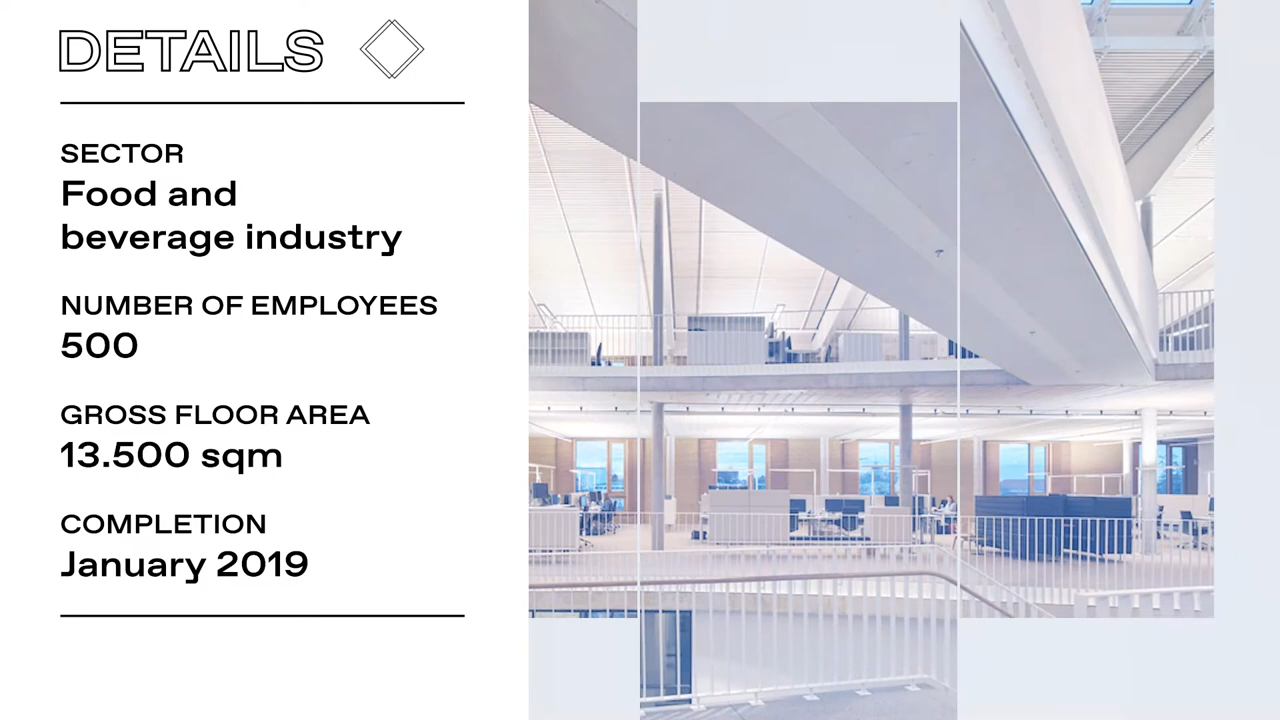 DETAILS
SECTOR
Food and
beverage industry
NUMBER OF EMPLOYEES
500
GROSS FLOOR AREA
13.500 sqm
COMPLETION
January 2019